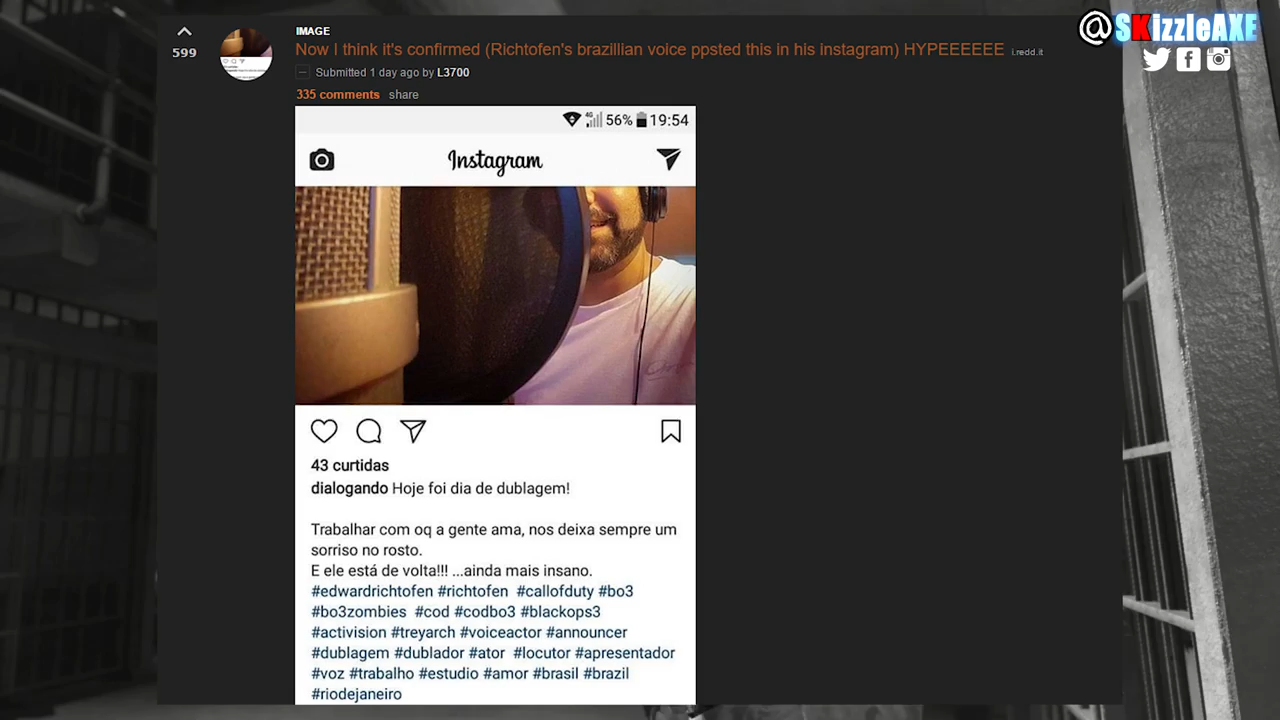 @SKizzleAXE
599
IMAGE
Now I think it's confirmed (Richtofen's brazillian voice ppsted this in his instagram) HYPEEEEEE i.redd.it
Submitted 1 day ago by L3700
335 comments share
4G 56% 19:54
Instagram
43 curtidas
dialogando Hoje foi dia de dublagem!
Trabalhar com oq a gente ama, nos deixa sempre um
sorriso no rosto.
E ele está de volta!!! ...ainda mais insano.
#edwardrichtofen #richtofen #callofduty #bo3
#bo3zombies #cod #codbo3 #blackops3
#activision #treyarch #voiceactor #announcer
#dublagem #dublador #ator #locutor #apresentador
#voz #trabalho #estudio #amor #brasil #brazil
#riodejaneiro